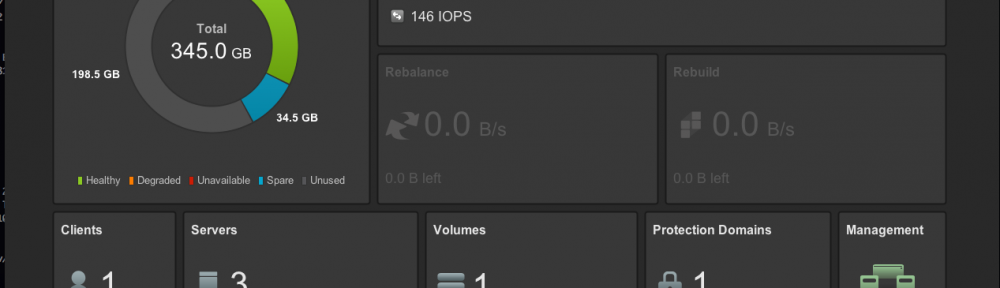 146 IOPS
Total
345.0 GB
198.5 GB
34.5 GB
Healthy Degraded Unavailable Spare Unused
Rebalance
0.0 B/s
0.0 B left
Rebuild
0.0 B/s
0.0 B left
Clients
1
Servers
3
Volumes
1
Protection Domains
1
Management